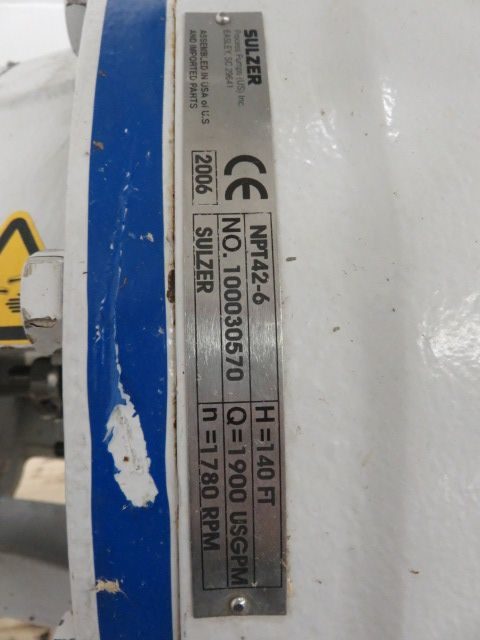 SULZER
Process Pumps (US) Inc.
EASLEY, SC 29641
ASSEMBLED IN USA of U.S.
AND IMPORTED PARTS
CE
2006
NPT42-6
NO. 100030570
SULZER
H=140 FT
Q=1900 USGPM
n=1780 RPM